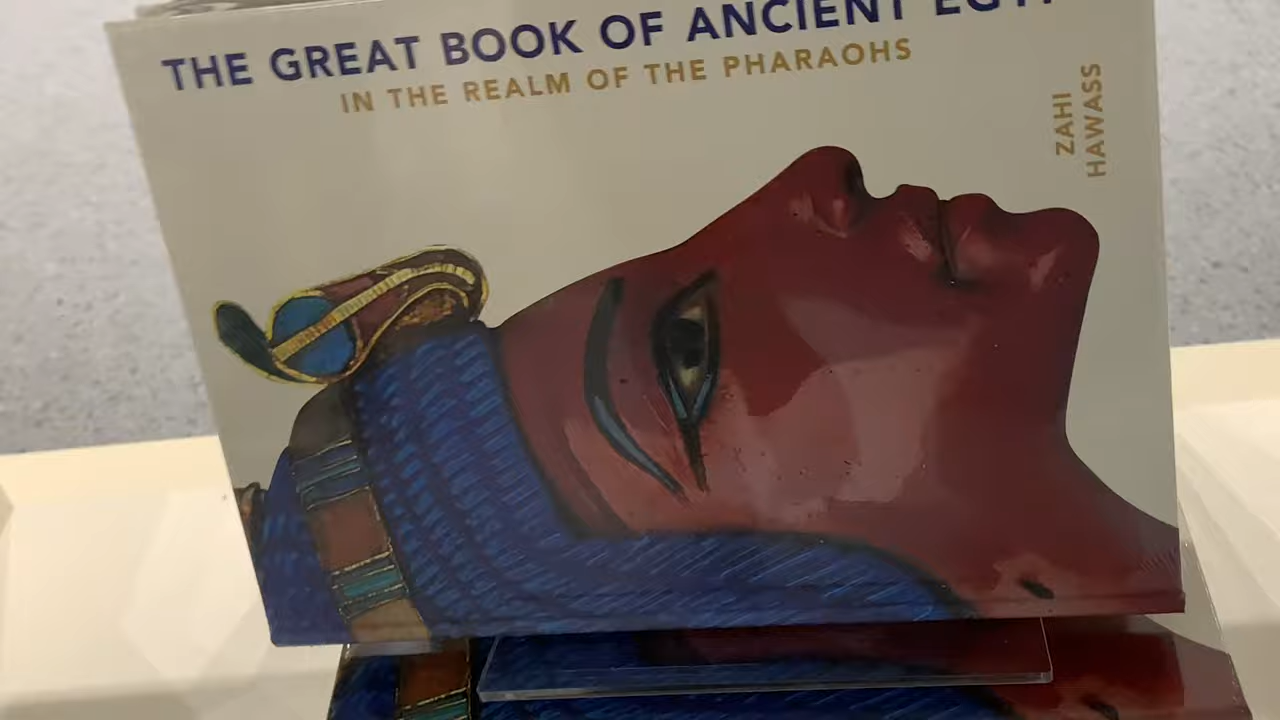 THE GREAT BOOK OF ANCIENT
IN THE REALM OF THE PHARAOHS
ZAHI
HAWASS